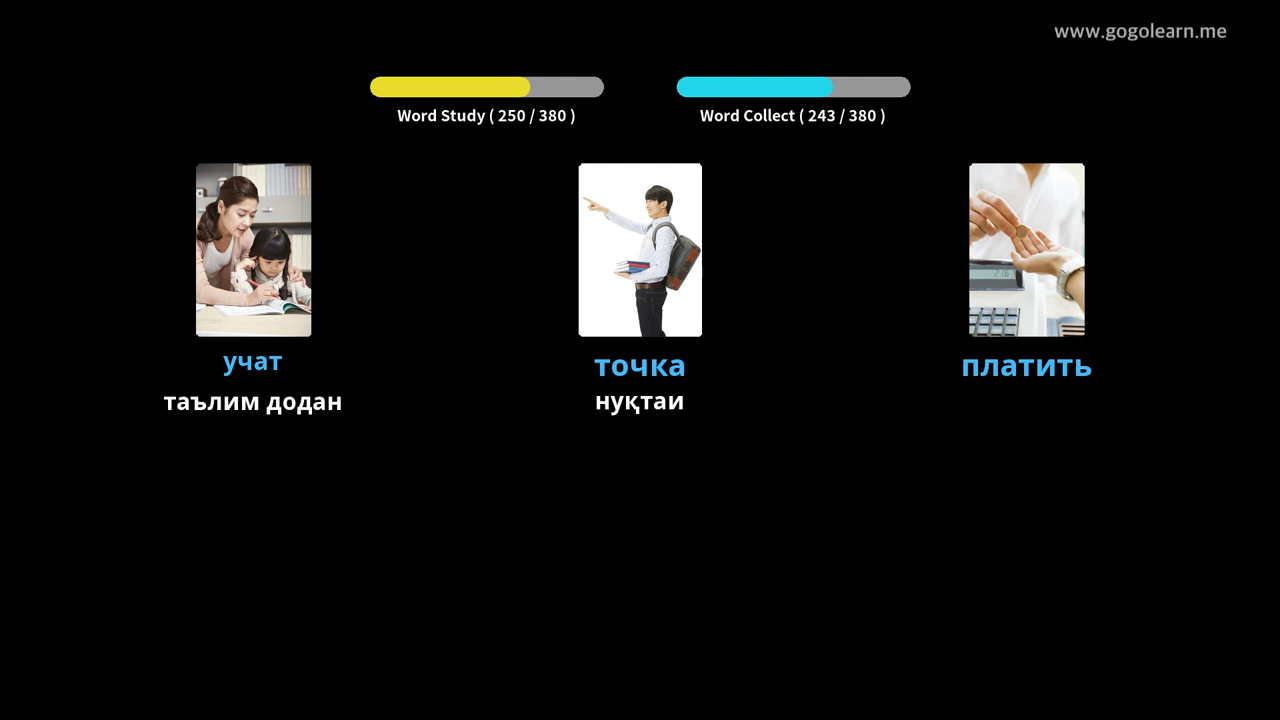 www.gogolearn.me
Word Study ( 250 / 380 )
Word Collect ( 243 / 380 )
учат
таълим додан
точка
нуқтаи
платить